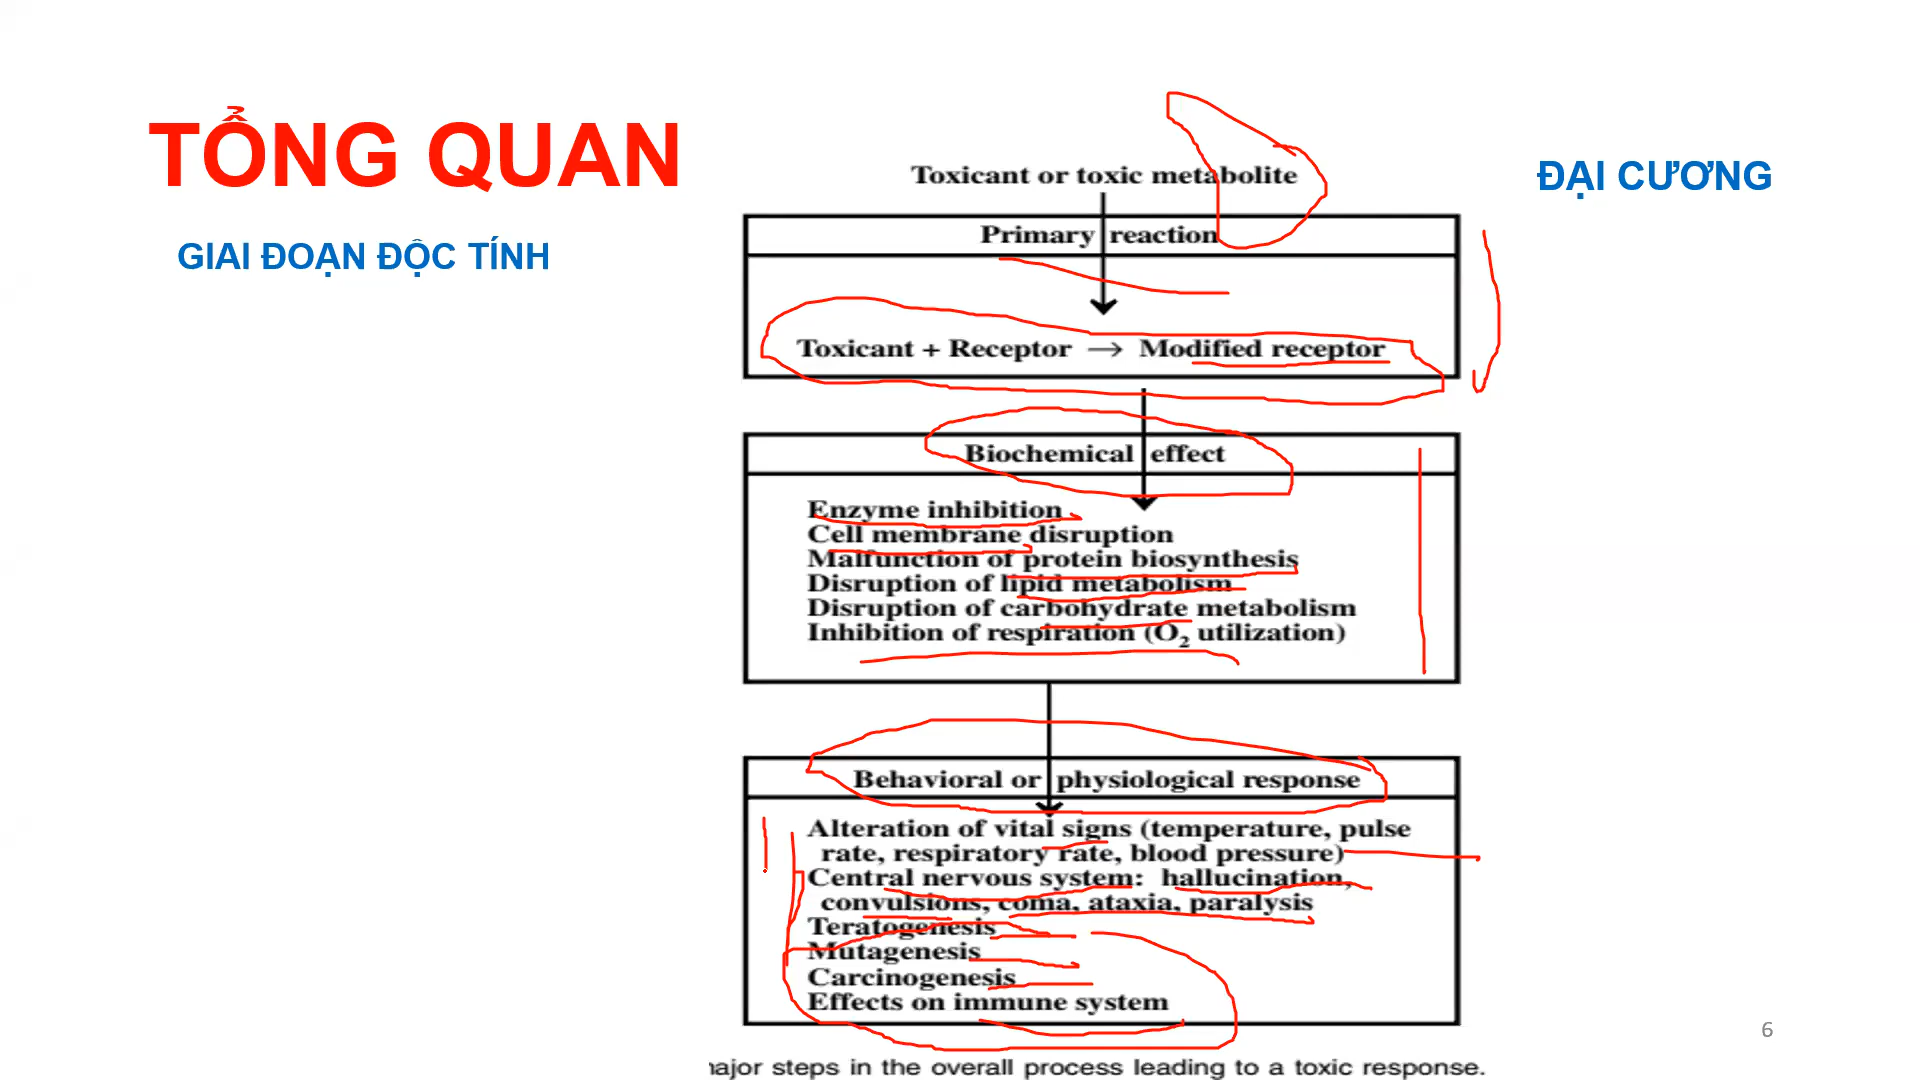 TỔNG QUAN
GIAI ĐOẠN ĐỘC TÍNH
ĐẠI CƯƠNG
Toxicant or toxic metabolite
Primary reaction
Toxicant + Receptor → Modified receptor
Biochemical effect
Enzyme inhibition
Cell membrane disruption
Malfunction of protein biosynthesis
Disruption of lipid metabolism
Disruption of carbohydrate metabolism
Inhibition of respiration (O₂ utilization)
Behavioral or physiological response
Alteration of vital signs (temperature, pulse
rate, respiratory rate, blood pressure)
Central nervous system: hallucination,
convulsions, coma, ataxia, paralysis
Teratogenesis
Mutagenesis
Carcinogenesis
Effects on immune system
steps in the overall process leading to a toxic response.
6